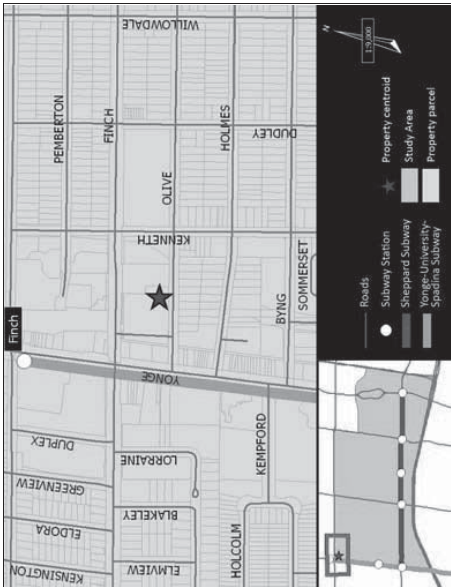 WILLOWDALE
PEMBERTON
FINCH
OLIVE
HOLMES
DUDLEY
KENNETH
BYNG
SOMMERSET
Finch
YONGE
DUPLEX
GREENVIEW
ELDORA
KENSINGTON
LORRAINE
BLAKELEY
ELMVIEW
KEMPFORD
HOLCOLM
N
1:9,000
Roads
Subway Station
Sheppard Subway
Yonge-University-
Spadina Subway
Property centroid
Study Area
Property parcel